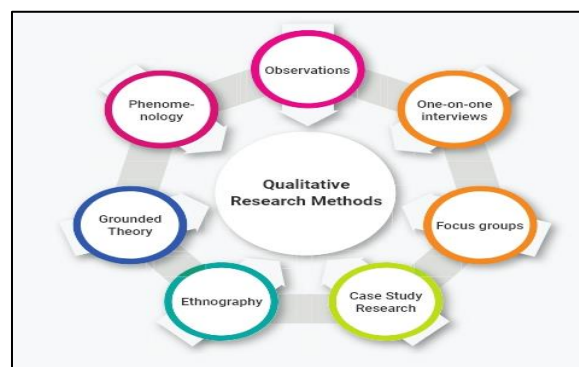 Observations
One-on-one
interviews
Focus groups
Case Study
Research
Ethnography
Grounded
Theory
Phenome-
nology
Qualitative
Research Methods